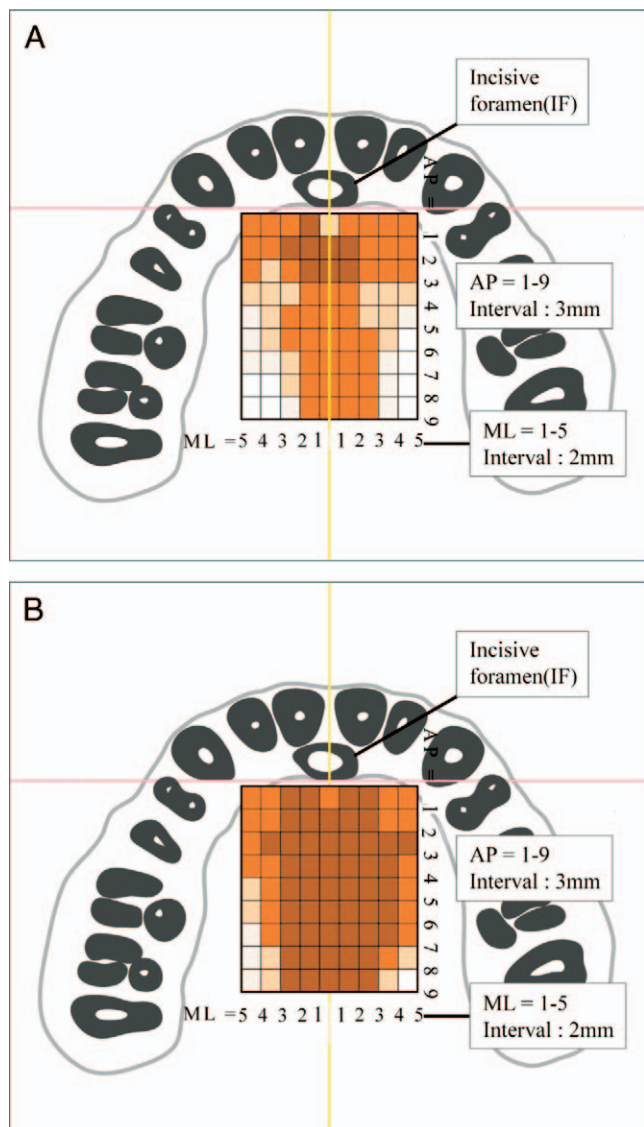 A
Incisive
foramen(IF)
AP =
1
2
3
4
5
6
7
8
9
AP = 1-9
Interval : 3mm
ML =5 4 3 2 1 1 2 3 4 5
ML = 1-5
Interval : 2mm
B
Incisive
foramen(IF)
AP =
1
2
3
4
5
6
7
8
9
AP = 1-9
Interval : 3mm
ML =5 4 3 2 1 1 2 3 4 5
ML = 1-5
Interval : 2mm